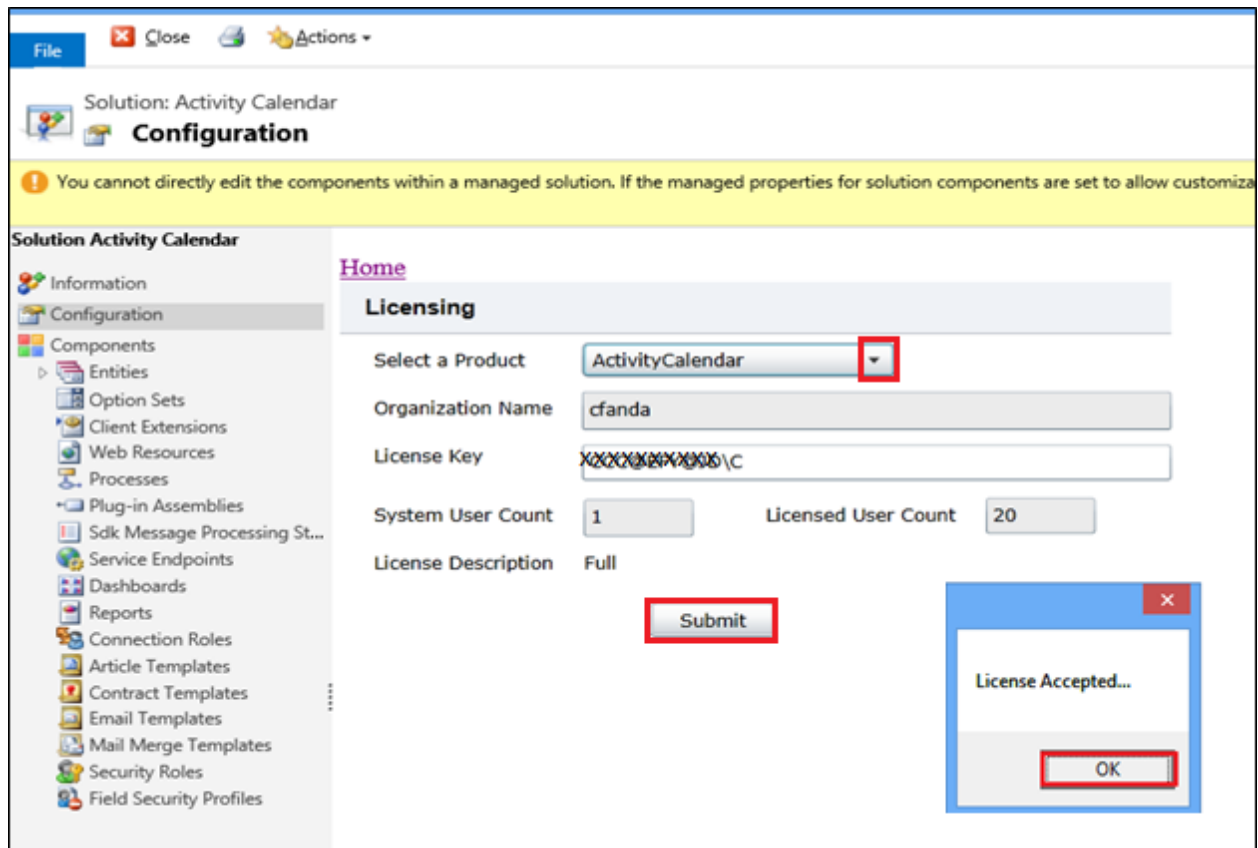 File Close Actions
Solution: Activity Calendar
Configuration
You cannot directly edit the components within a managed solution. If the managed properties for solution components are set to allow customiza
Solution Activity Calendar
Information
Configuration
Components
Entities
Option Sets
Client Extensions
Web Resources
Processes
Plug-in Assemblies
Sdk Message Processing St...
Service Endpoints
Dashboards
Reports
Connection Roles
Article Templates
Contract Templates
Email Templates
Mail Merge Templates
Security Roles
Field Security Profiles
Home
Licensing
Select a Product ActivityCalendar
Organization Name cfanda
License Key
System User Count 1 Licensed User Count 20
License Description Full
Submit
License Accepted...
OK